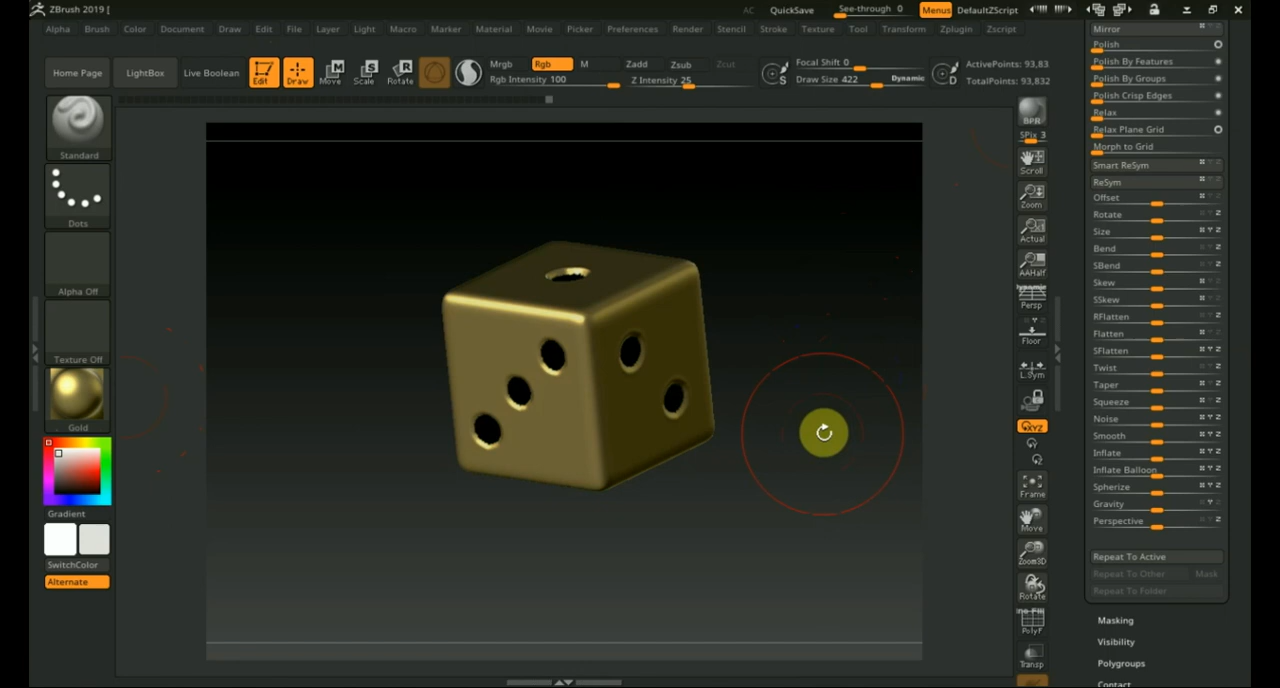 ZBrush 2019 [
AC QuickSave See-through 0 Menus DefaultZScript
Alpha Brush Color Document Draw Edit File Layer Light Macro Marker Material Movie Picker Preferences Render Stencil Stroke Texture Tool Transform Zplugin Zscript
Home Page LightBox Live Boolean Edit Draw Move Scale Rotate
Mrgb Rgb M Zadd Zsub Zcut
Rgb Intensity 100 Z Intensity 25
Focal Shift 0
Draw Size 422 Dynamic
ActivePoints: 93,83
TotalPoints: 93,832
Standard
Dots
Alpha Off
Texture Off
Gold
Gradient
SwitchColor
Alternate
BPR
SPix 3
Scroll
Zoom
Actual
AAHalf
Dynamic
Persp
Floor
L.Sym
XYZ
Frame
Move
Zoom3D
Rotate
Line Fill
PolyF
Transp
Mirror
Polish
Polish By Features
Polish By Groups
Polish Crisp Edges
Relax
Relax Plane Grid
Morph to Grid
Smart ReSym
ReSym
Offset
Rotate
Size
Bend
SBend
Skew
SSkew
RFlatten
Flatten
SFlatten
Twist
Taper
Squeeze
Noise
Smooth
Inflate
Inflate Balloon
Spherize
Gravity
Perspective
Repeat To Active
Repeat To Other Mask
Repeat To Folder
Masking
Visibility
Polygroups
Contact